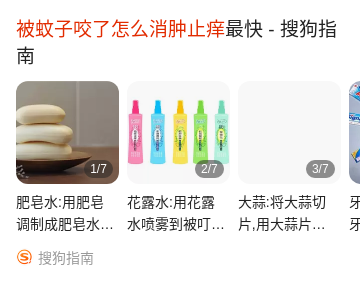 被蚊子咬了怎么消肿止痒最快 - 搜狗指
南
1/7
2/7
3/7
肥皂水:用肥皂
调制成肥皂水...
花露水:用花露
水喷雾到被叮...
大蒜:将大蒜切
片,用大蒜片...
牙
牙
搜狗指南